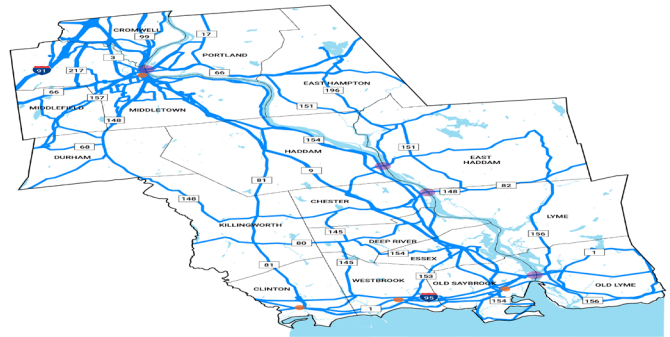 CROMWELL
99
17
3
PORTLAND
91
217
66
EAST HAMPTON
196
66
157
151
MIDDLEFIELD
MIDDLETOWN
148
154
68
HADDAM
151
DURHAM
EAST
HADDAM
9
81
148
82
148
CHESTER
LYME
KILLINGWORTH
145
156
80
DEEP RIVER
154
1
ESSEX
81
145
153
CLINTON
WESTBROOK
OLD SAYBROOK
OLD LYME
95
1
154
156